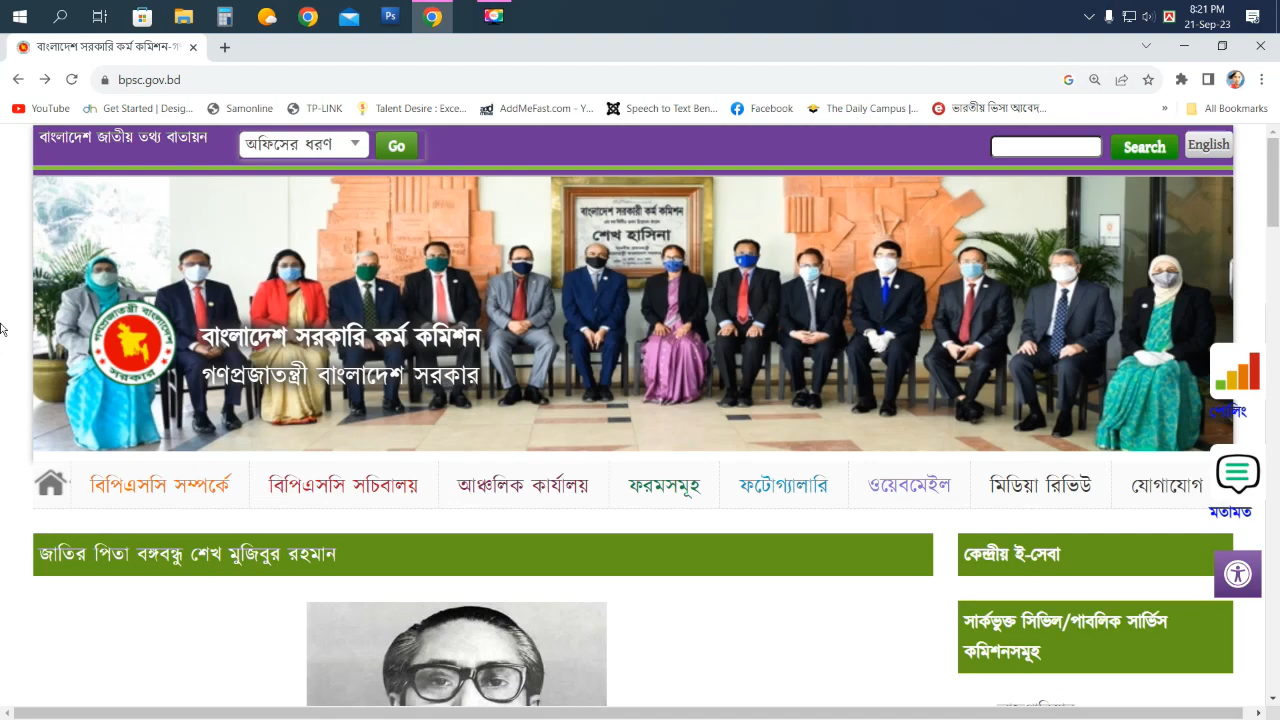 8:21 PM
21-Sep-23
বাংলাদেশ সরকারি কর্ম কমিশন-গ
bpsc.gov.bd
YouTube
Get Started | Desig...
Samonline
TP-LINK
Talent Desire : Exce...
AddMeFast.com - Y...
Speech to Text Ben...
Facebook
The Daily Campus |...
ভারতীয় ভিসা আবেদ...
»
All Bookmarks
বাংলাদেশ জাতীয় তথ্য বাতায়ন
অফিসের ধরণ
Go
Search
English
বাংলাদেশ সরকারী কর্ম কমিশন
শেখ হাসিনা
গণপ্রজাতন্ত্রী বাংলাদেশ
সরকার
বাংলাদেশ সরকারি কর্ম কমিশন
গণপ্রজাতন্ত্রী বাংলাদেশ সরকার
পোলিং
বিপিএসসি সম্পর্কে
বিপিএসসি সচিবালয়
আঞ্চলিক কার্যালয়
ফরমসমূহ
ফটোগ্যালারি
ওয়েবমেইল
মিডিয়া রিভিউ
যোগাযোগ
মতামত
জাতির পিতা বঙ্গবন্ধু শেখ মুজিবুর রহমান
কেন্দ্রীয় ই-সেবা
সার্কভুক্ত সিভিল/পাবলিক সার্ভিস
কমিশনসমূহ